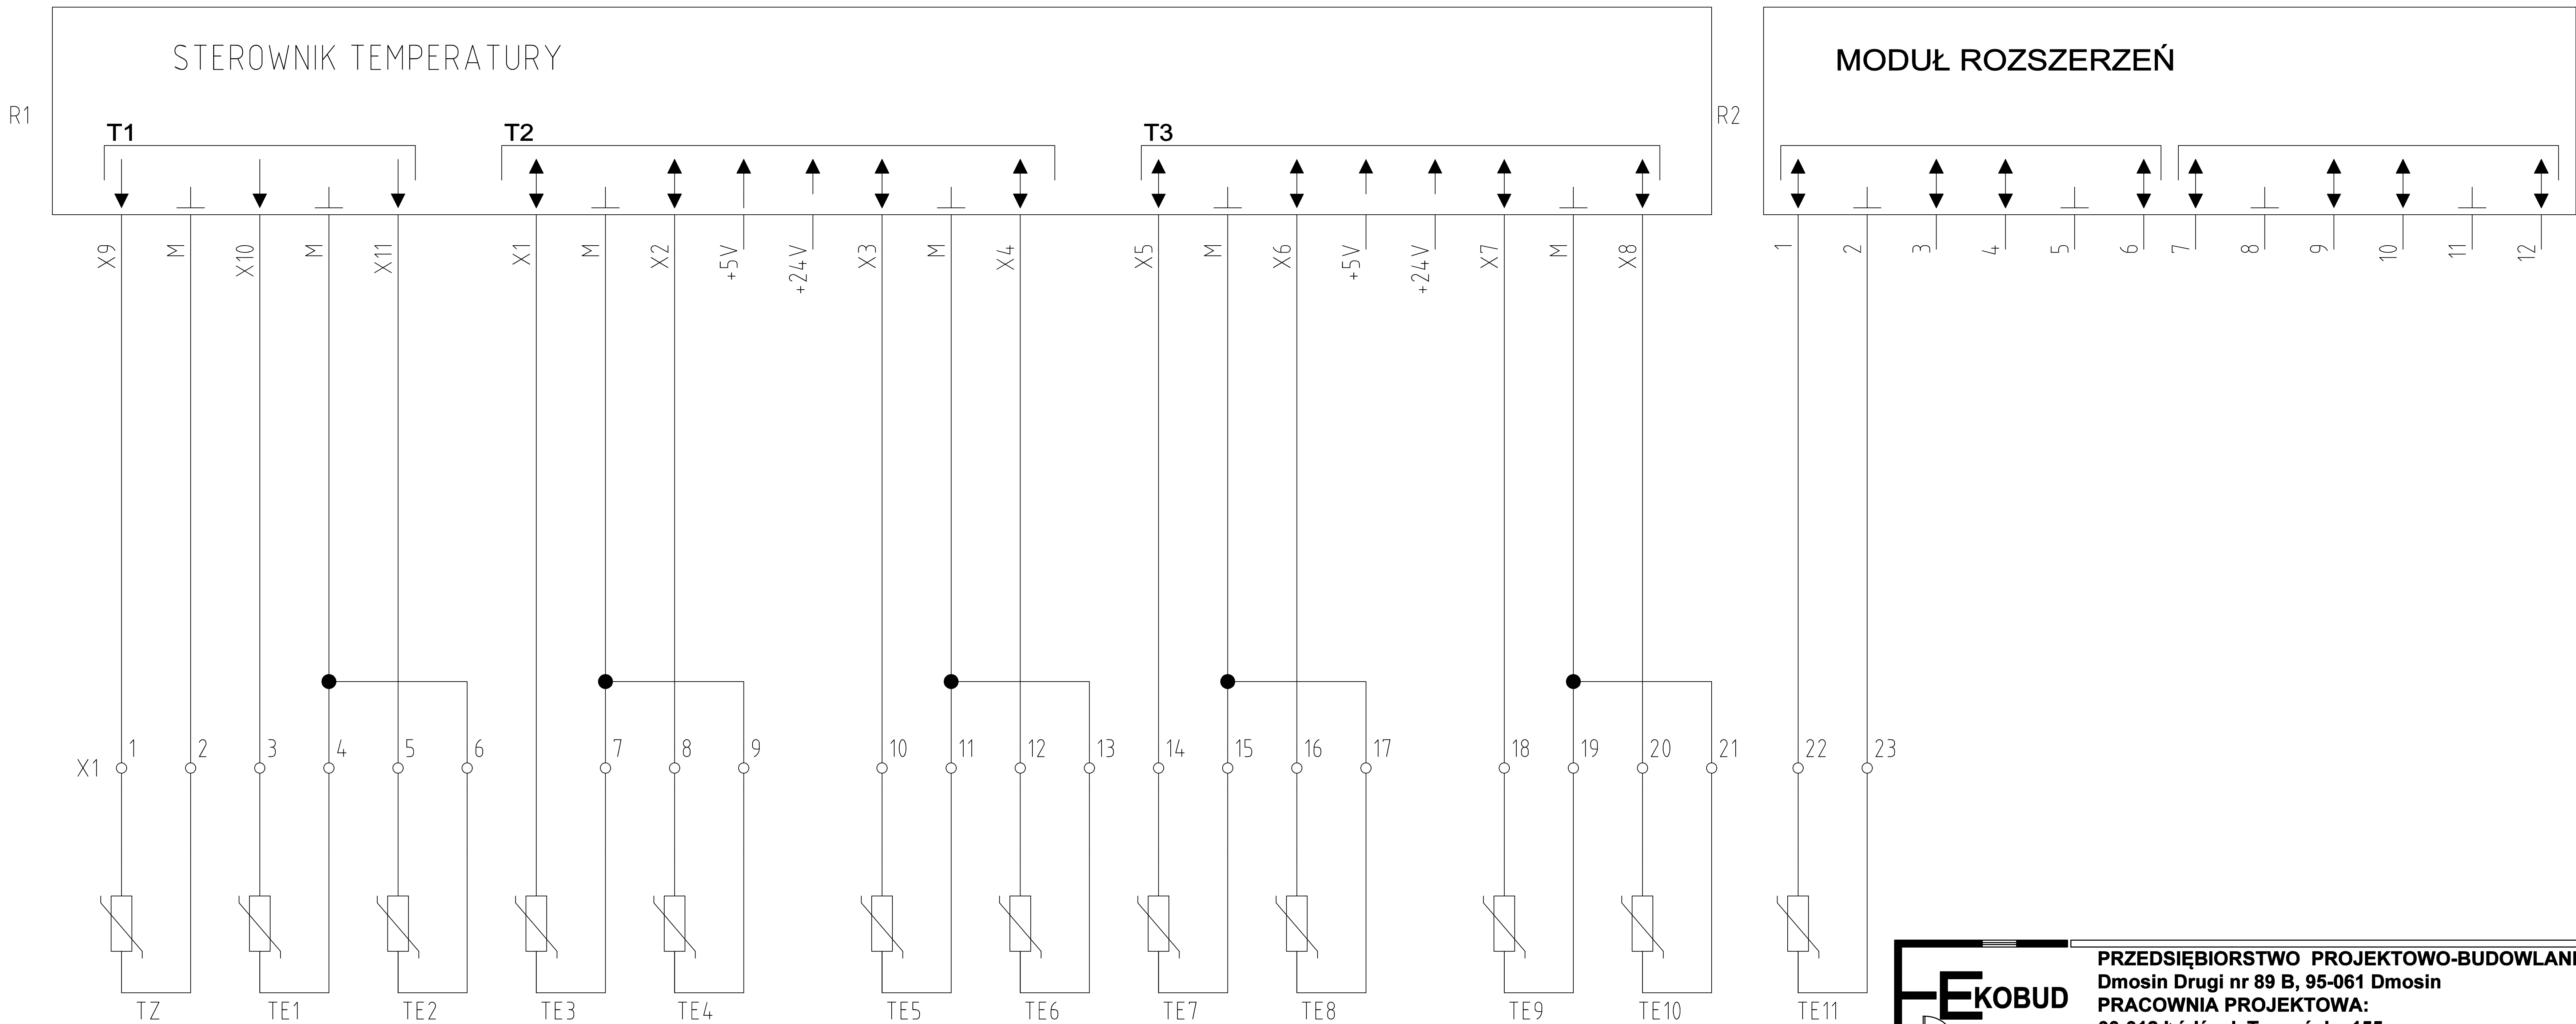 STEROWNIK TEMPERATURY
MODUŁ ROZSZERZEŃ
R1
R2
T1
T2
T3
X9
M
X10
M
X11
X1
M
X2
+5V
+24V
X3
M
X4
X5
M
X6
+5V
+24V
X7
M
X8
1
2
3
4
5
6
7
8
9
10
11
12
X1
1
2
3
4
5
6
7
8
9
10
11
12
13
14
15
16
17
18
19
20
21
22
23
TZ
TE1
TE2
TE3
TE4
TE5
TE6
TE7
TE8
TE9
TE10
TE11
EKOBUD
PRZEDSIĘBIORSTWO PROJEKTOWO-BUDOWLAN
Dmosin Drugi nr 89 B, 95-061 Dmosin
PRACOWNIA PROJEKTOWA: